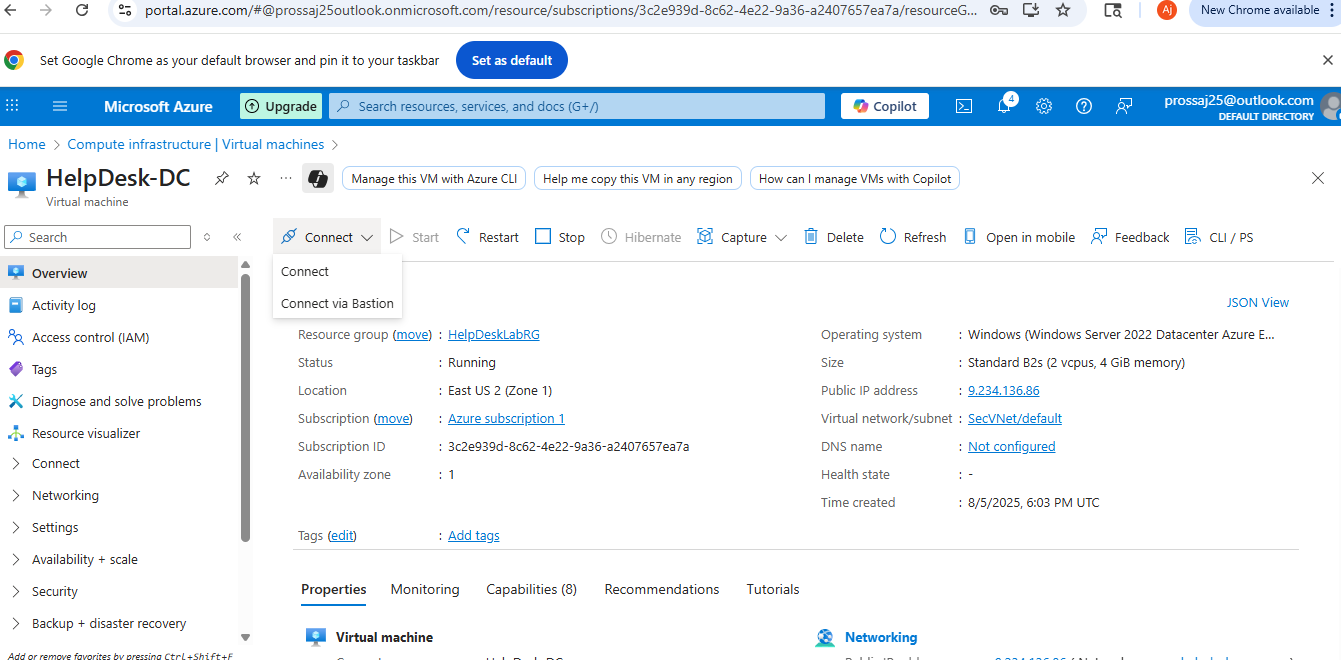 portal.azure.com/#@prossaj25outlook.onmicrosoft.com/resource/subscriptions/3c2e939d-8c62-4e22-9a36-a2407657ea7a/resourceG...
Aj
New Chrome available
Set Google Chrome as your default browser and pin it to your taskbar
Set as default
Microsoft Azure
Upgrade
Search resources, services, and docs (G+/)
Copilot
4
prossaj25@outlook.com
DEFAULT DIRECTORY
Home > Compute infrastructure | Virtual machines >
HelpDesk-DC
Virtual machine
Manage this VM with Azure CLI
Help me copy this VM in any region
How can I manage VMs with Copilot
Search
Connect
Start
Restart
Stop
Hibernate
Capture
Delete
Refresh
Open in mobile
Feedback
CLI / PS
Connect
Connect via Bastion
Overview
Activity log
Access control (IAM)
Tags
Diagnose and solve problems
Resource visualizer
Connect
Networking
Settings
Availability + scale
Security
Backup + disaster recovery
Add or remove favorites by pressing Ctrl+Shift+F
JSON View
Resource group (move) : HelpDeskLabRG
Status : Running
Location : East US 2 (Zone 1)
Subscription (move) : Azure subscription 1
Subscription ID : 3c2e939d-8c62-4e22-9a36-a2407657ea7a
Availability zone : 1
Operating system : Windows (Windows Server 2022 Datacenter Azure E...
Size : Standard B2s (2 vcpus, 4 GiB memory)
Public IP address : 9.234.136.86
Virtual network/subnet : SecVNet/default
DNS name : Not configured
Health state : -
Time created : 8/5/2025, 6:03 PM UTC
Tags (edit) : Add tags
Properties
Monitoring
Capabilities (8)
Recommendations
Tutorials
Virtual machine
Networking